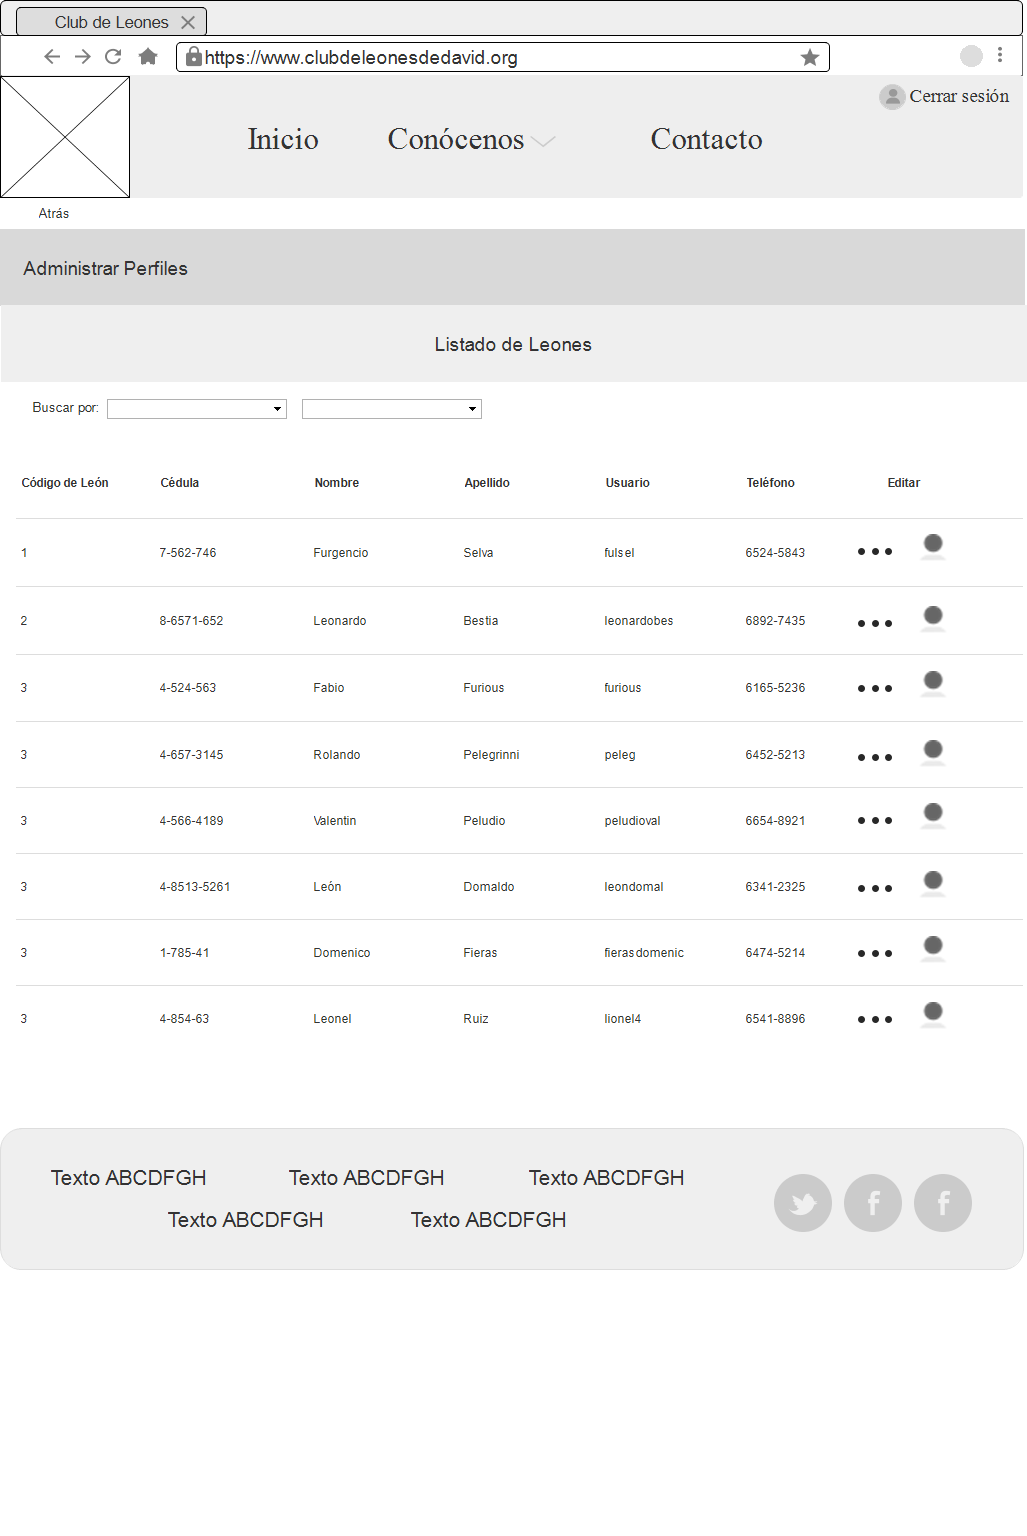 Club de Leones
https://www.clubdeleonesdedavid.org
Cerrar sesión
Inicio Conócenos Contacto
Atrás
Administrar Perfiles
Listado de Leones
Buscar por:
Código de León Cédula Nombre Apellido Usuario Teléfono Editar
1 7-562-746 Furgencio Selva fulsel 6524-5843
2 8-6571-652 Leonardo Bestia leonardobes 6892-7435
3 4-524-563 Fabio Furious furious 6165-5236
3 4-657-3145 Rolando Pelegrinni peleg 6452-5213
3 4-566-4189 Valentin Peludio peludioval 6654-8921
3 4-8513-5261 León Domaldo leondomal 6341-2325
3 1-785-41 Domenico Fieras fierasdomenic 6474-5214
3 4-854-63 Leonel Ruiz lionel4 6541-8896
Texto ABCDFGH Texto ABCDFGH Texto ABCDFGH
Texto ABCDFGH Texto ABCDFGH